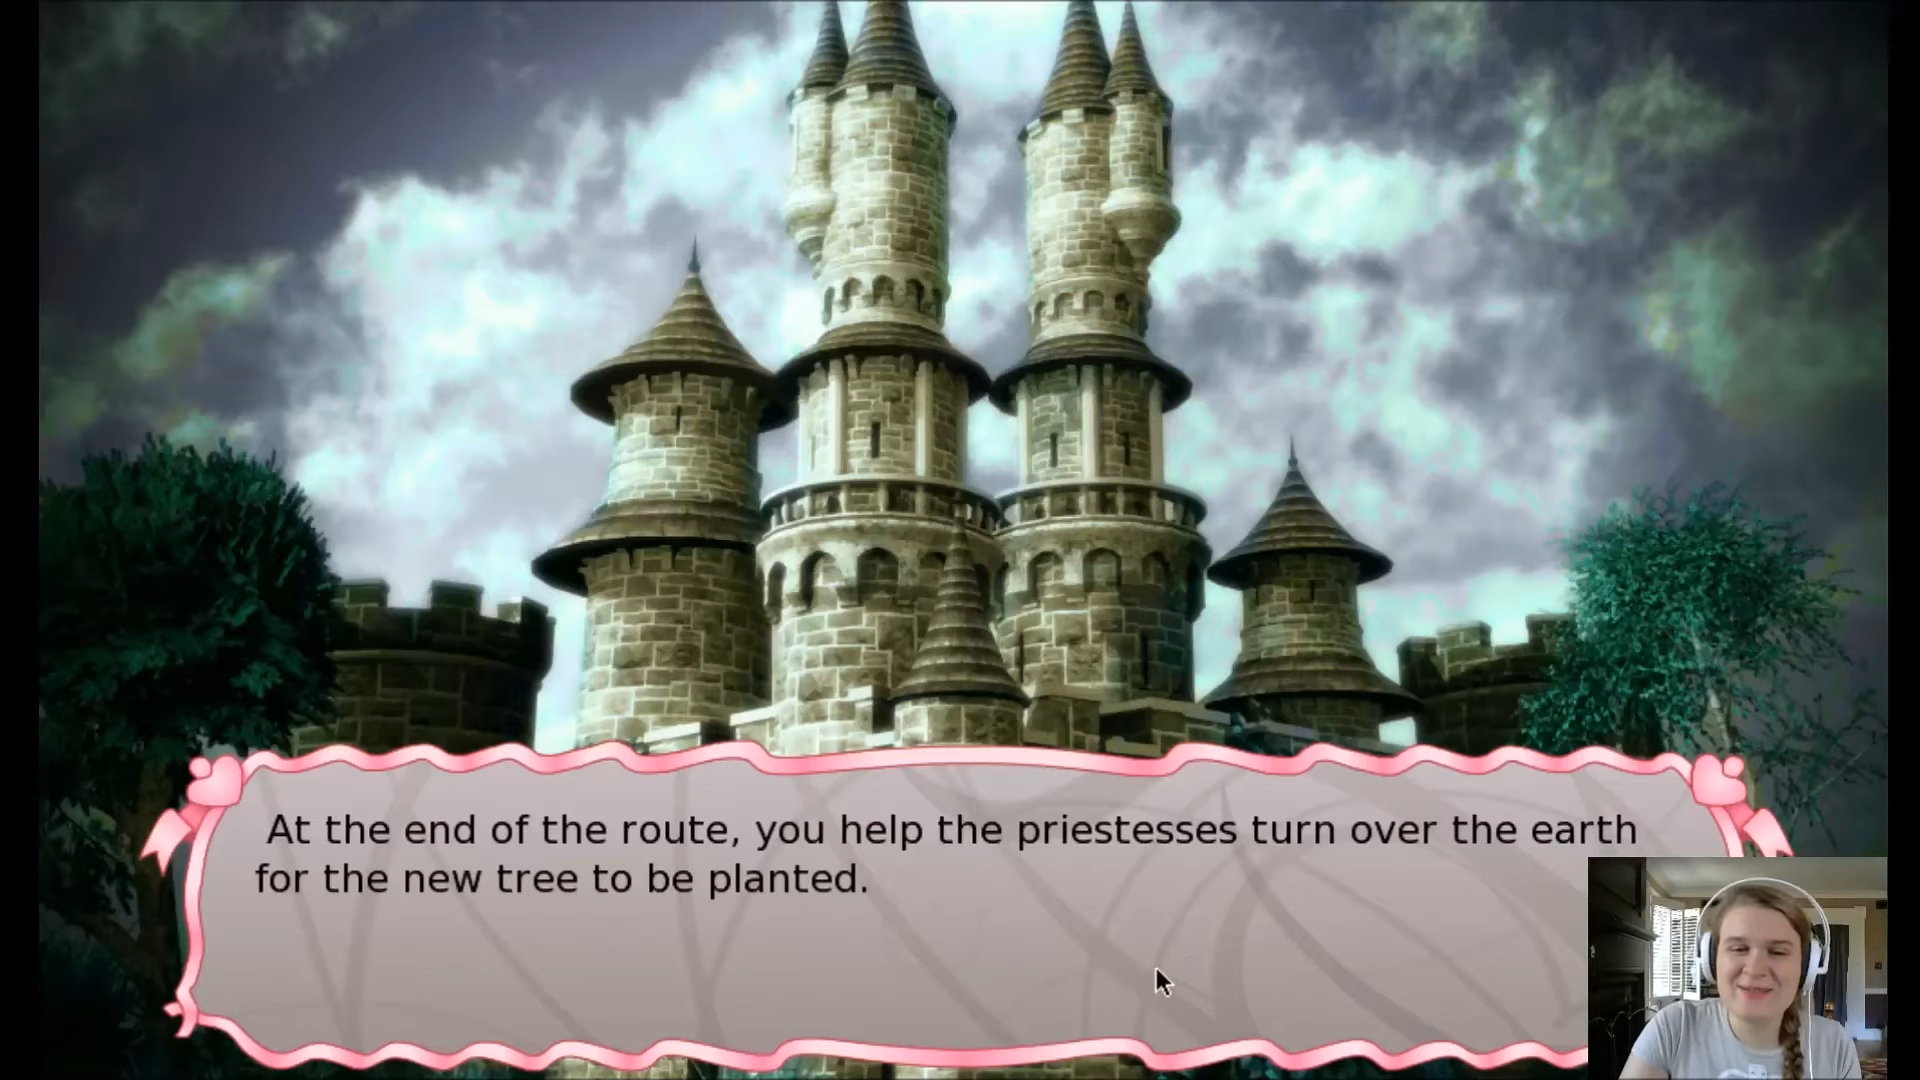 At the end of the route, you help the priestesses turn over the earth
for the new tree to be planted.